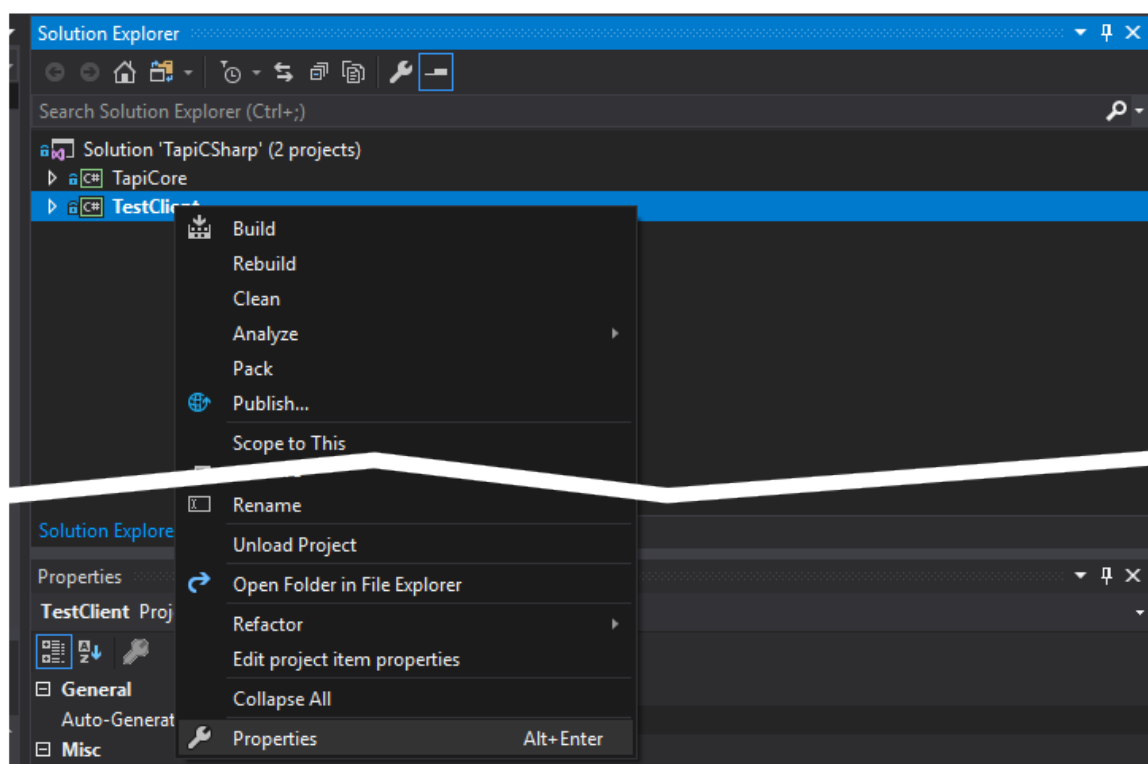 Solution Explorer
Search Solution Explorer (Ctrl+;)
Solution 'TapiCSharp' (2 projects)
C# TapiCore
C# TestClient
Build
Rebuild
Clean
Analyze
Pack
Publish...
Scope to This
Rename
Solution Explore
Unload Project
Properties
Open Folder in File Explorer
TestClient Proj
Refactor
Edit project item properties
General
Collapse All
Auto-Generat
Properties Alt+Enter
Misc